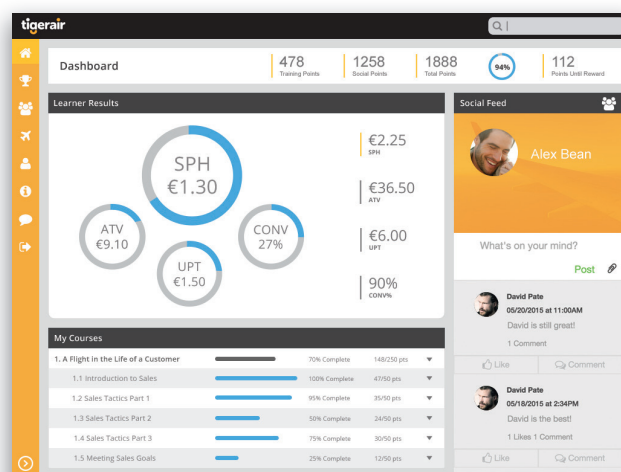 tigerair
Dashboard
478
Training Points
1258
Social Points
1888
Total Points
94%
112
Points Until Reward
Learner Results
SPH
€1.30
ATV
€9.10
UPT
€1.50
CONV
27%
€2.25
SPH
€36.50
ATV
€6.00
UPT
90%
CONV%
My Courses
1. A Flight in the Life of a Customer 70% Complete 148/250 pts
1.1 Introduction to Sales 100% Complete 47/50 pts
1.2 Sales Tactics Part 1 95% Complete 35/50 pts
1.3 Sales Tactics Part 2 50% Complete 24/50 pts
1.4 Sales Tactics Part 3 75% Complete 30/50 pts
1.5 Meeting Sales Goals 25% Complete 12/50 pts
Social Feed
Alex Bean
What's on your mind?
Post
David Pate
05/20/2015 at 11:00AM
David is still great!
1 Comment
Like Comment
David Pate
05/18/2015 at 2:34PM
David is the best!
1 Likes 1 Comment
Like Comment